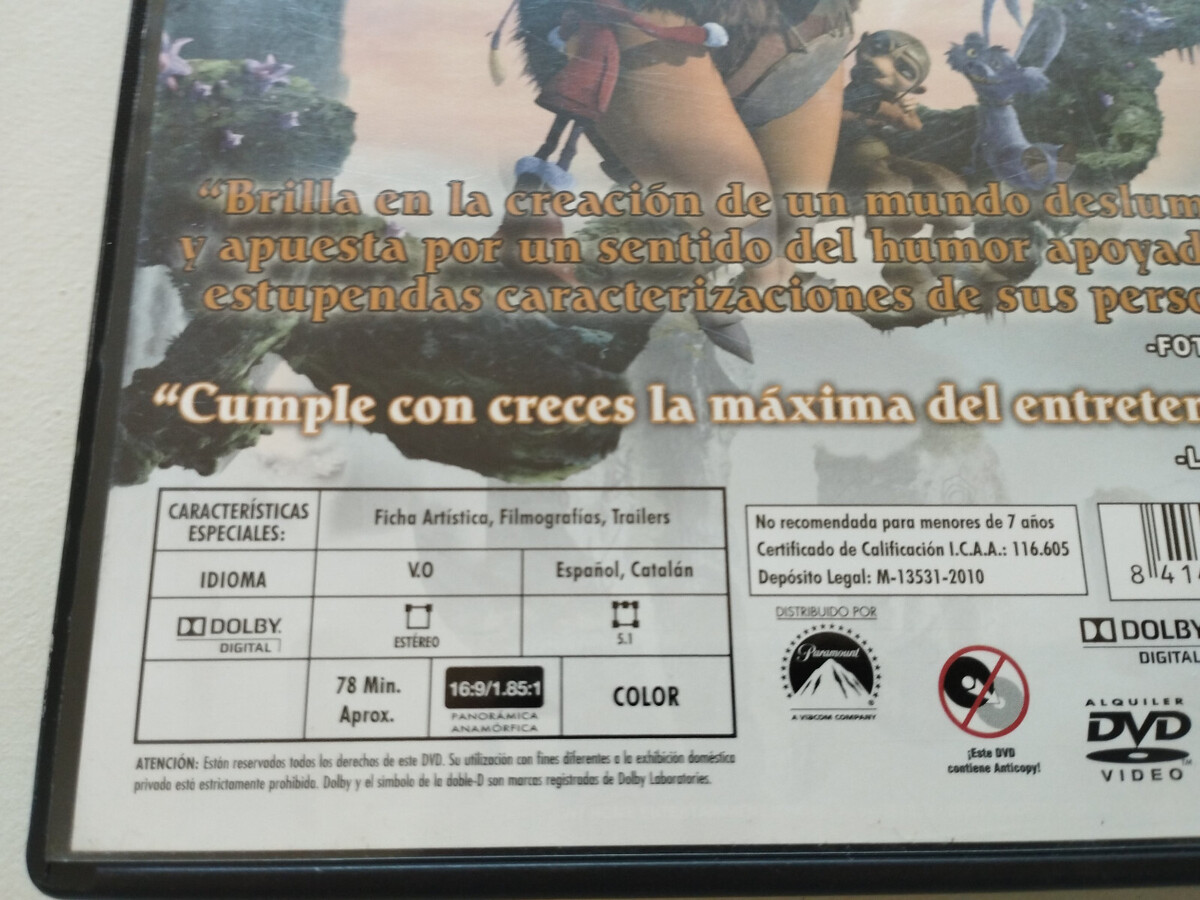 “Brilla en la creación de un mundo deslum
y apuesta por un sentido del humor apoyad
estupendas caracterizaciones de sus perso
-FOT
“Cumple con creces la máxima del entreten
-L
CARACTERÍSTICAS ESPECIALES:
Ficha Artística, Filmografías, Trailers
IDIOMA
V.O
Español, Catalán
DOLBY
DIGITAL
ESTÉREO
5.1
78 Min.
Aprox.
16:9/1.85:1
PANORÁMICA
ANAMÓRFICA
COLOR
ATENCIÓN: Están reservados todos los derechos de este DVD. Su utilización con fines diferentes a la exhibición doméstica
privada está estrictamente prohibida. Dolby y el símbolo de la doble-D son marcas registradas de Dolby Laboratories.
No recomendada para menores de 7 años
Certificado de Calificación I.C.A.A.: 116.605
Depósito Legal: M-13531-2010
DISTRIBUIDO POR
Paramount
A VIACOM COMPANY
¡Este DVD
contiene Anticopy!
8 414
DOLBY
DIGITAL
ALQUILER
DVD
VIDEO
TM